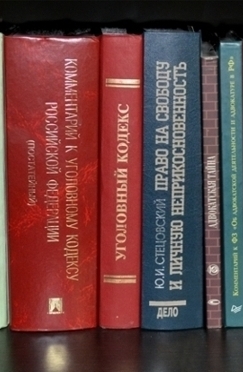 КОММЕНТАРИЙ К УГОЛОВНОМУ КОДЕКСУ
РОССИЙСКОЙ ФЕДЕРАЦИИ
(ПОСТАТЕЙНЫЙ)
УГОЛОВНЫЙ КОДЕКС
Ю.И.СТЕЦОВСКИЙ ПРАВО НА СВОБОДУ
И ЛИЧНУЮ НЕПРИКОСНОВЕННОСТЬ
ДЕЛО
АДВОКАТСКАЯ ТАЙНА
Комментарий к ФЗ «Об адвокатской деятельности и адвокатуре в РФ»